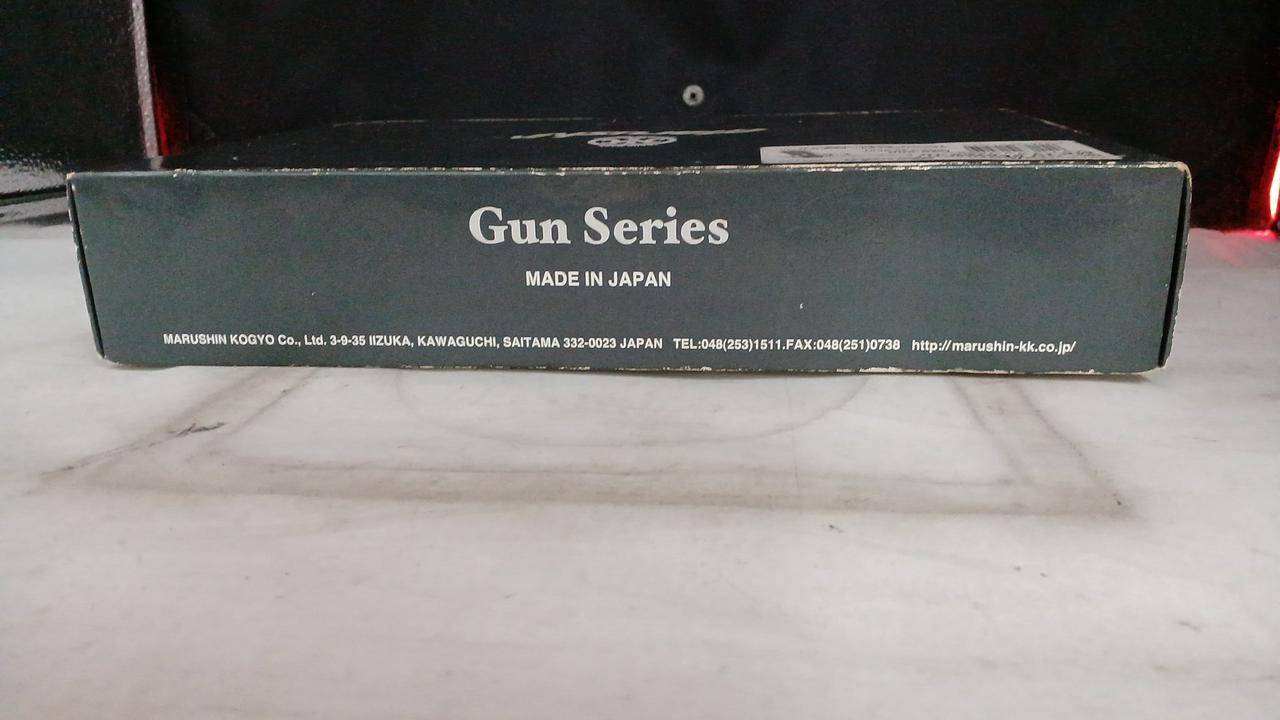 Gun Series
MADE IN JAPAN
MARUSHIN KOGYO Co., Ltd. 3-9-35 IIZUKA, KAWAGUCHI, SAITAMA 332-0023 JAPAN TEL:048(253)1511.FAX:048(251)0738 http://marushin-kk.co.jp/